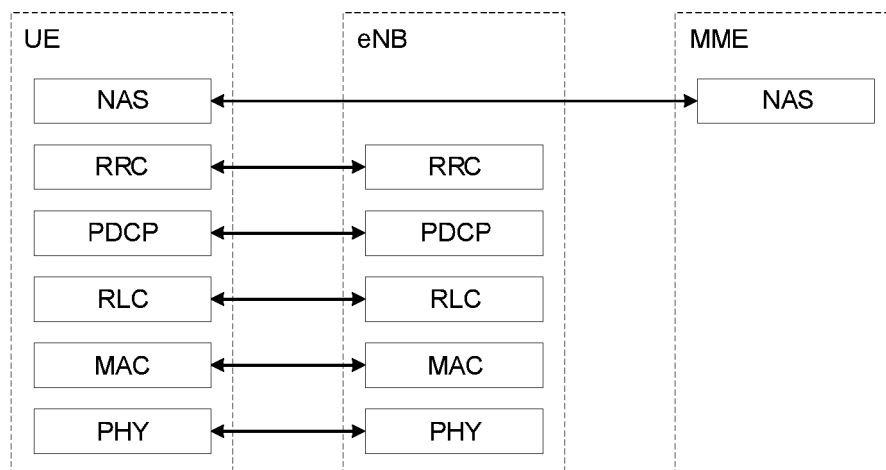 UE eNB MME
NAS NAS
RRC RRC
PDCP PDCP
RLC RLC
MAC MAC
PHY PHY